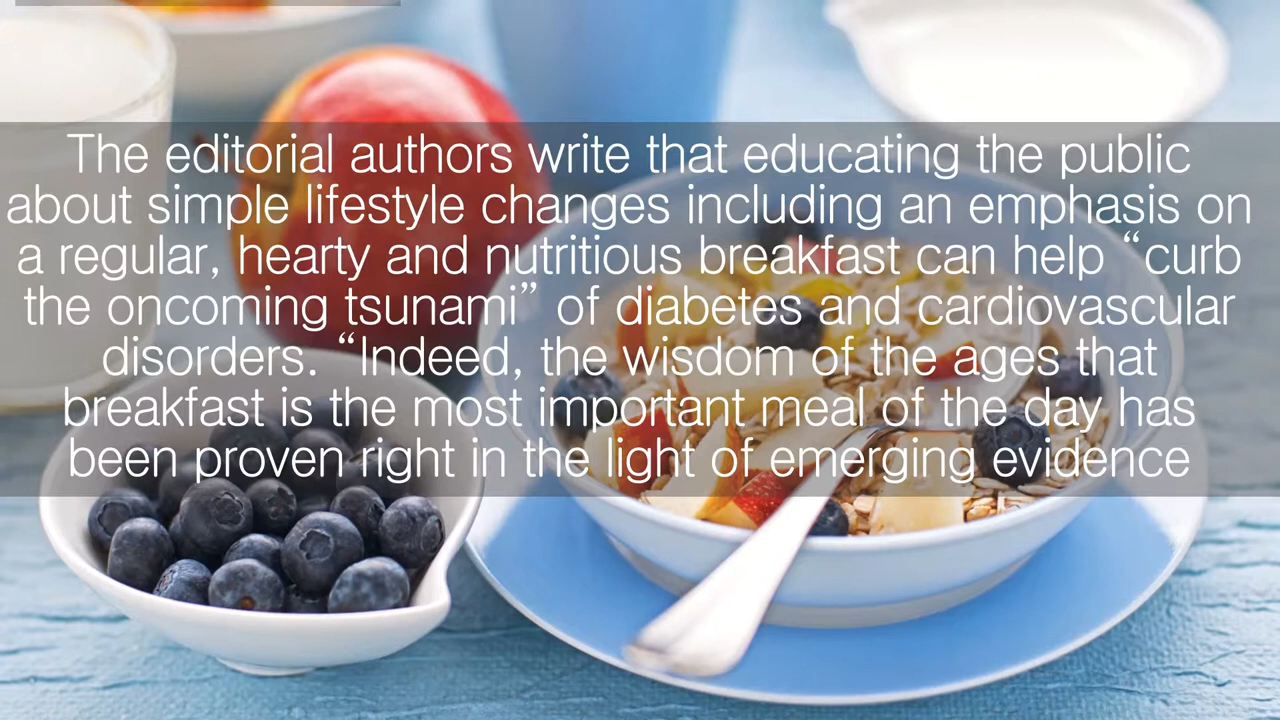 The editorial authors write that educating the public
about simple lifestyle changes including an emphasis on
a regular, hearty and nutritious breakfast can help “curb
the oncoming tsunami” of diabetes and cardiovascular
disorders. “Indeed, the wisdom of the ages that
breakfast is the most important meal of the day has
been proven right in the light of emerging evidence